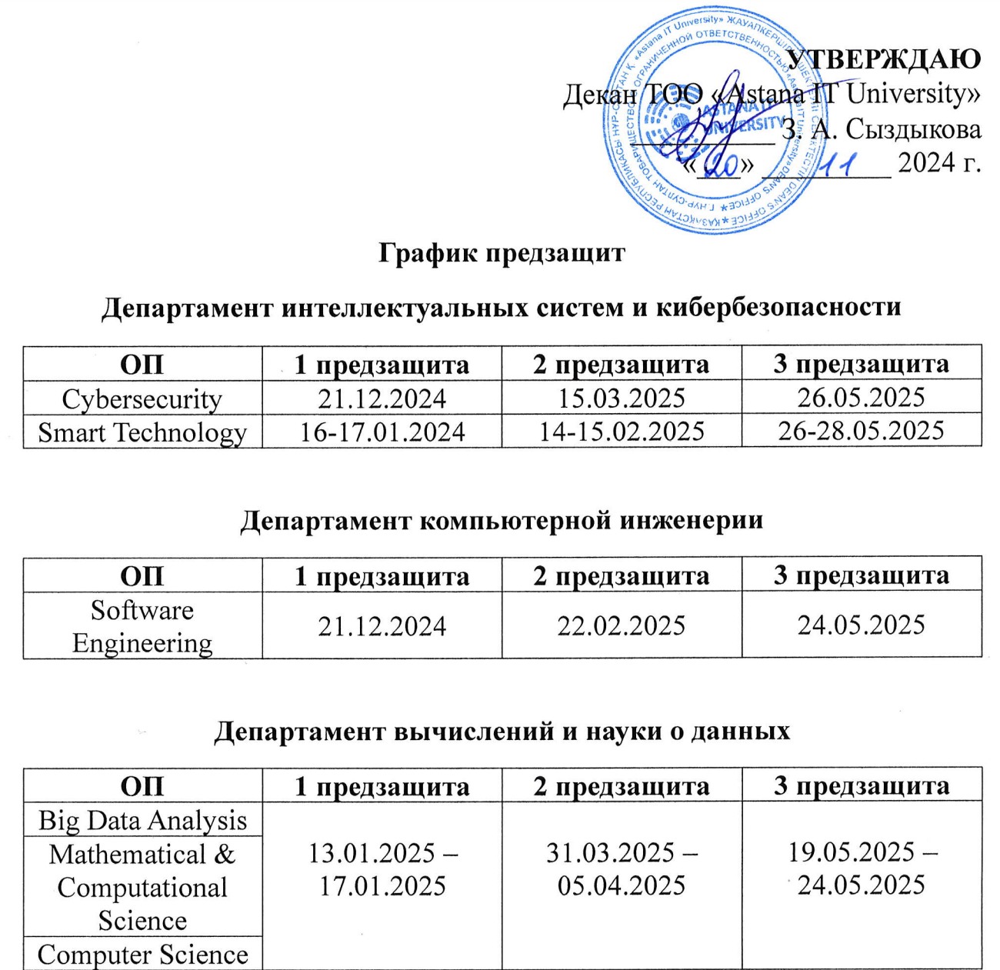 УТВЕРЖДАЮ
Декан ТОО «Astana IT University»
____________ З. А. Сыздыкова
«20» 11 2024 г.
ASTANA IT
UNIVERSITY
График предзащит
Департамент интеллектуальных систем и кибербезопасности
ОП 1 предзащита 2 предзащита 3 предзащита
Cybersecurity 21.12.2024 15.03.2025 26.05.2025
Smart Technology 16-17.01.2024 14-15.02.2025 26-28.05.2025
Департамент компьютерной инженерии
ОП 1 предзащита 2 предзащита 3 предзащита
Software
Engineering
21.12.2024 22.02.2025 24.05.2025
Департамент вычислений и науки о данных
ОП 1 предзащита 2 предзащита 3 предзащита
Big Data Analysis
Mathematical &
Computational
Science
Computer Science
13.01.2025 –
17.01.2025
31.03.2025 –
05.04.2025
19.05.2025 –
24.05.2025